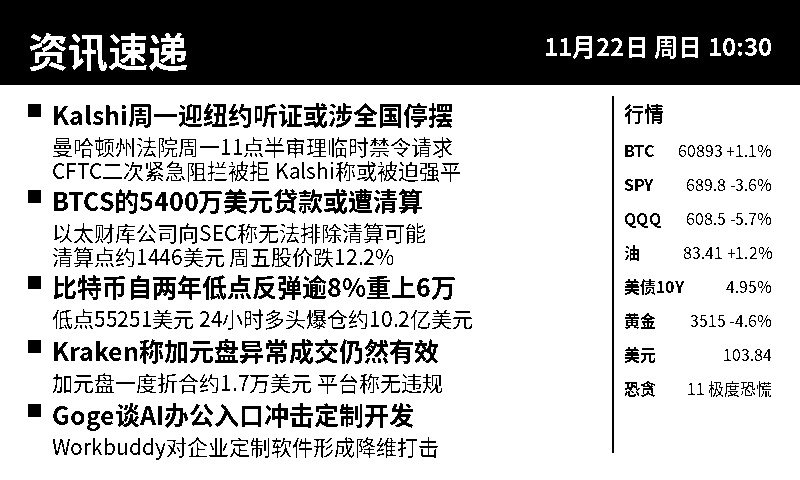 资讯速递
11月22日 周日 10:30
Kalshi周一迎纽约听证或涉全国停摆
曼哈顿州法院周一11点半审理临时禁令请求
CFTC二次紧急阻拦被拒 Kalshi称或被迫强平
BTCS的5400万美元贷款或遭清算
以太财库公司向SEC称无法排除清算可能
清算点约1446美元 周五股价跌12.2%
比特币自两年低点反弹逾8%重上6万
低点55251美元 24小时多头爆仓约10.2亿美元
Kraken称加元盘异常成交仍然有效
加元盘一度折合约1.7万美元 平台称无违规
Goge谈AI办公入口冲击定制开发
Workbuddy对企业定制软件形成降维打击
行情
BTC 60893 +1.1%
SPY 689.8 -3.6%
QQQ 608.5 -5.7%
油 83.41 +1.2%
美债10Y 4.95%
黄金 3515 -4.6%
美元 103.84
恐贪 11 极度恐慌